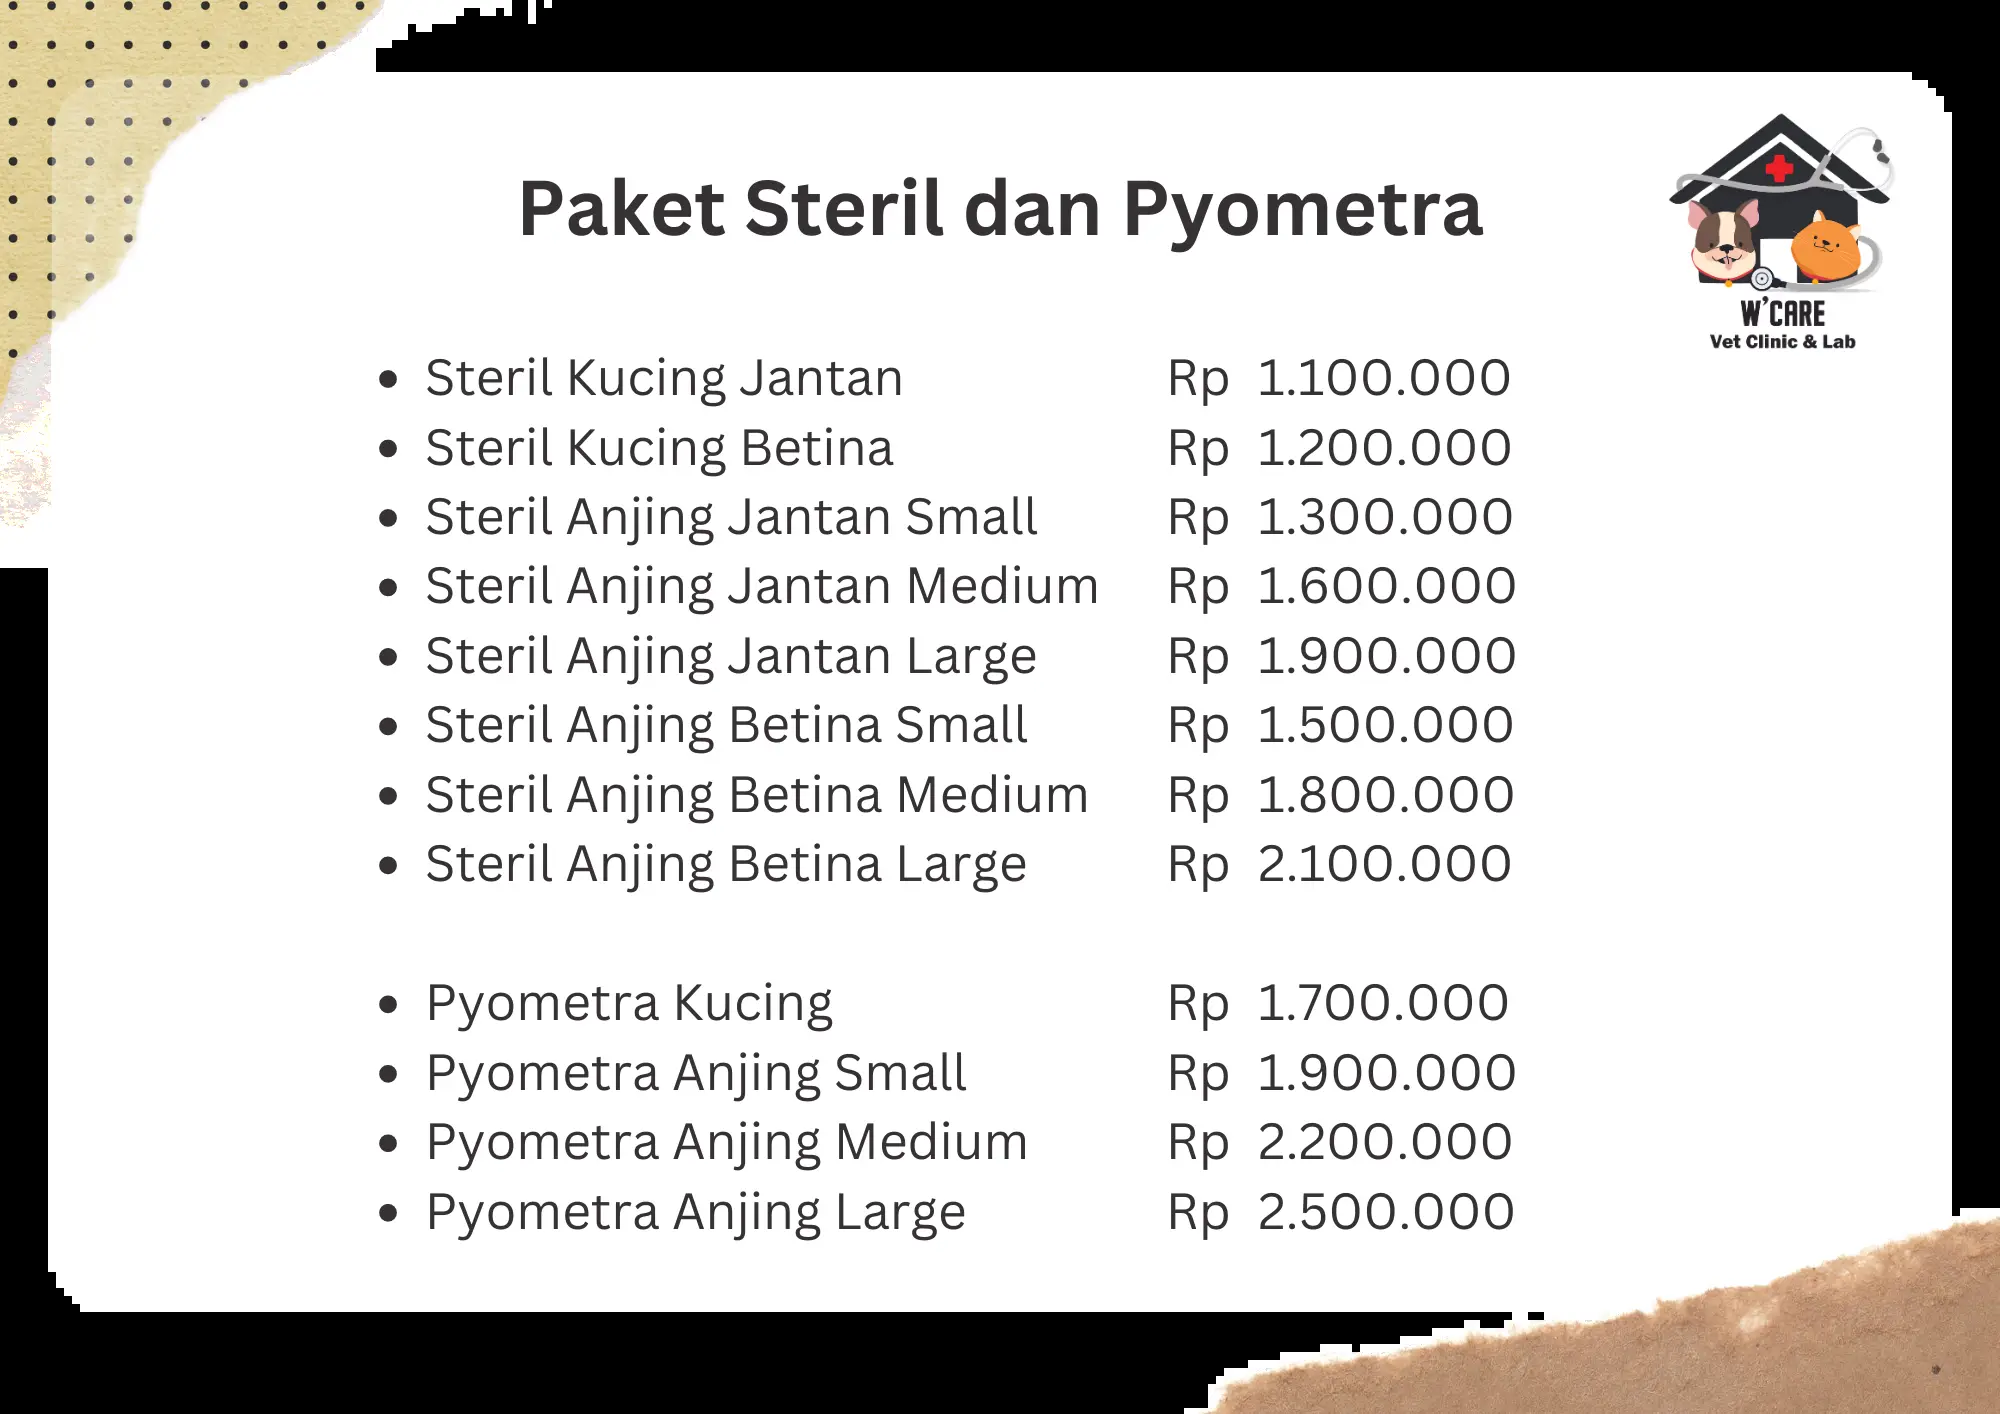 Paket Steril dan Pyometra
W'CARE
Vet Clinic & Lab
• Steril Kucing Jantan Rp 1.100.000
• Steril Kucing Betina Rp 1.200.000
• Steril Anjing Jantan Small Rp 1.300.000
• Steril Anjing Jantan Medium Rp 1.600.000
• Steril Anjing Jantan Large Rp 1.900.000
• Steril Anjing Betina Small Rp 1.500.000
• Steril Anjing Betina Medium Rp 1.800.000
• Steril Anjing Betina Large Rp 2.100.000
• Pyometra Kucing Rp 1.700.000
• Pyometra Anjing Small Rp 1.900.000
• Pyometra Anjing Medium Rp 2.200.000
• Pyometra Anjing Large Rp 2.500.000